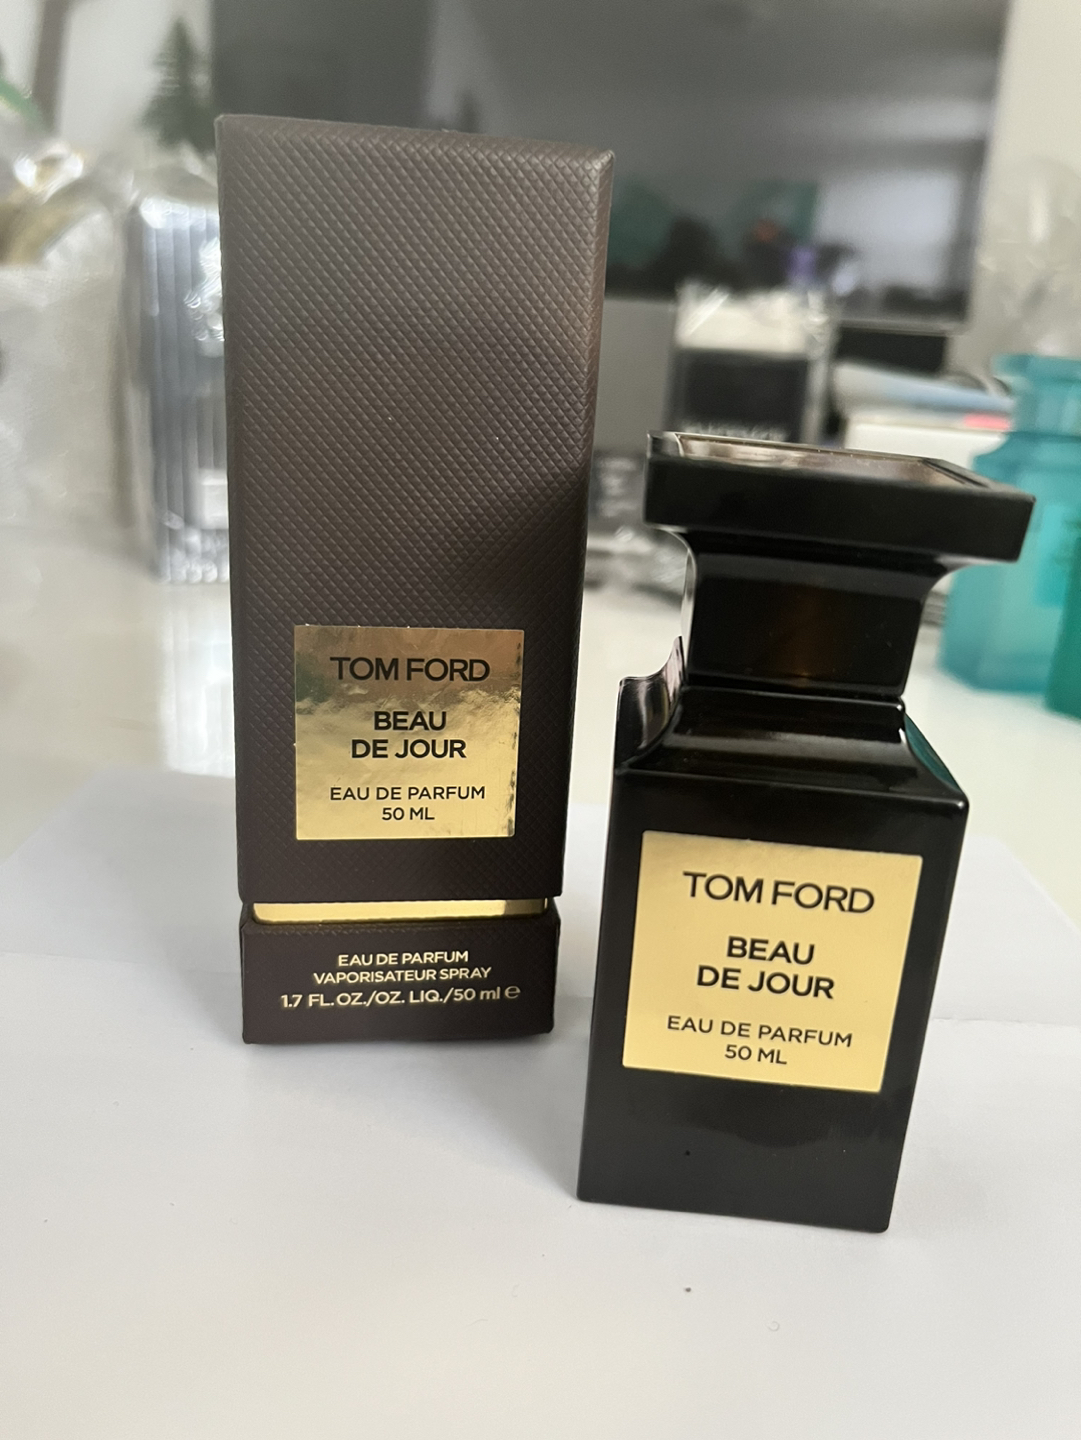 TOM FORD
BEAU
DE JOUR
EAU DE PARFUM
50 ML
EAU DE PARFUM
VAPORISATEUR SPRAY
1.7 FL.OZ./OZ. LIQ./50 ml e
TOM FORD
BEAU
DE JOUR
EAU DE PARFUM
50 ML